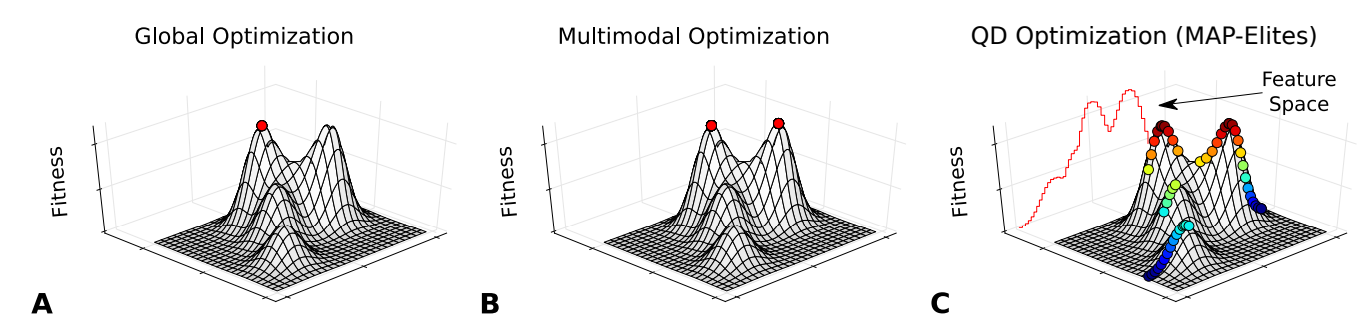 Global Optimization
Fitness
A
Multimodal Optimization
Fitness
B
QD Optimization (MAP-Elites)
Feature
Space
Fitness
C